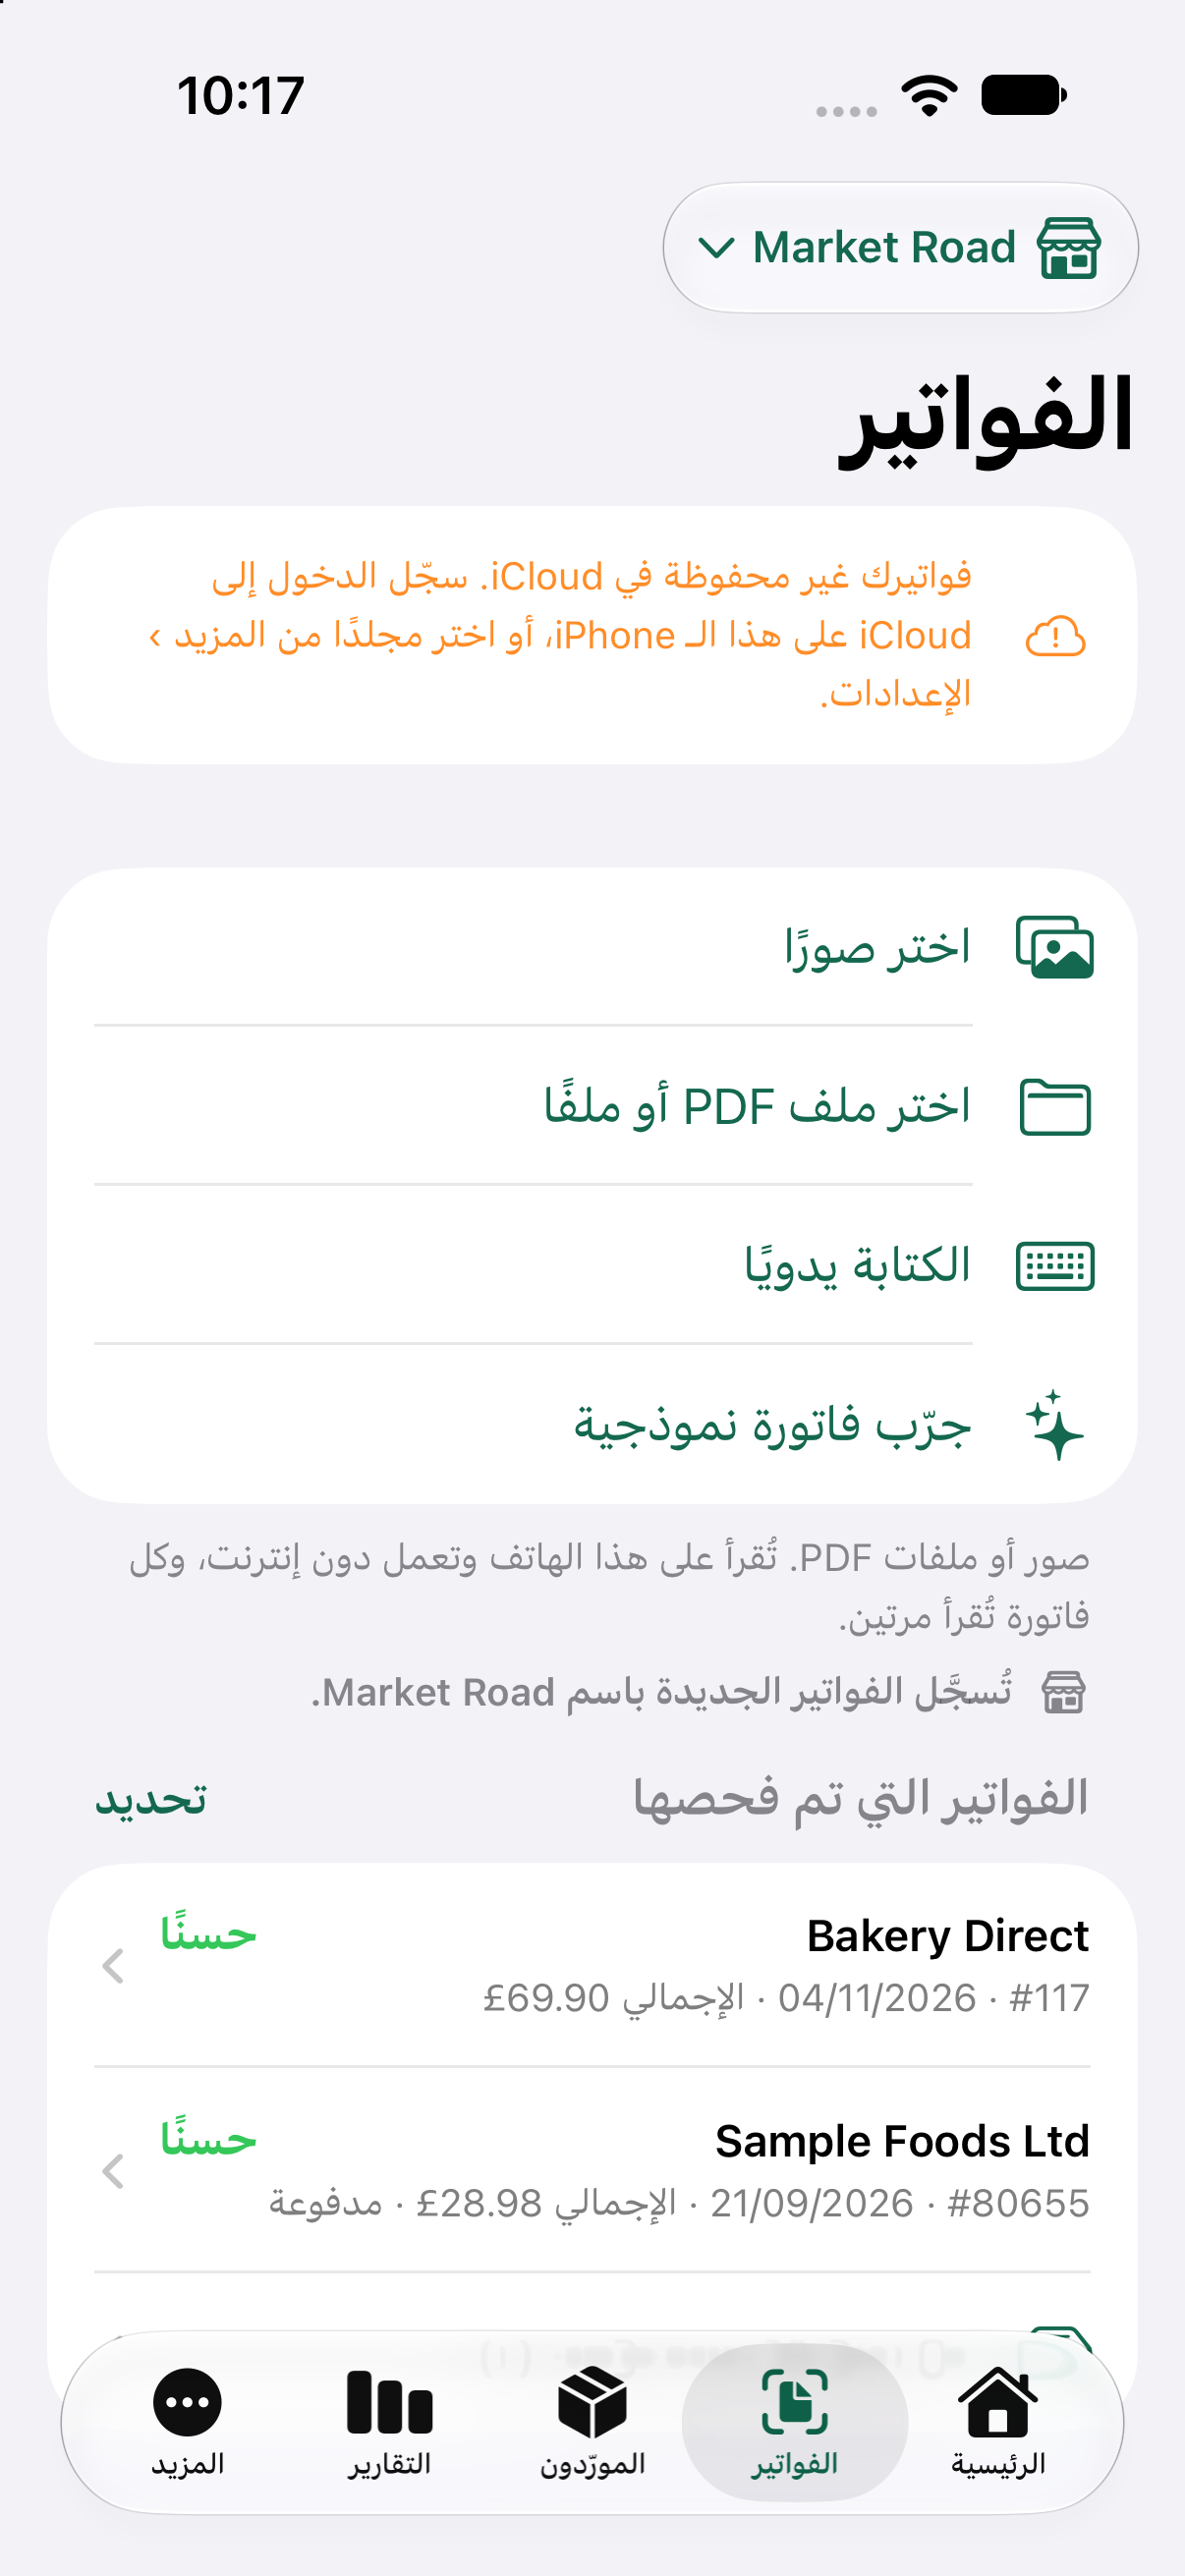 10:17
Market Road
الفواتير
فواتيرك غير محفوظة في iCloud. سجّل الدخول إلى
iCloud على هذا الـ iPhone، أو اختر مجلدًا من المزيد ›
الإعدادات.
اختر صورًا
اختر ملف PDF أو ملفًا
الكتابة يدويًا
جرّب فاتورة نموذجية
صور أو ملفات PDF. تُقرأ على هذا الهاتف وتعمل دون إنترنت، وكل
فاتورة تُقرأ مرتين.
تُسجَّل الفواتير الجديدة باسم Market Road.
الفواتير التي تم فحصها
تحديد
Bakery Direct
حسنًا
#117 · 04/11/2026 · الإجمالي £69.90
Sample Foods Ltd
حسنًا
#80655 · 21/09/2026 · الإجمالي £28.98 · مدفوعة
الرئيسية
الفواتير
المورّدون
التقارير
المزيد